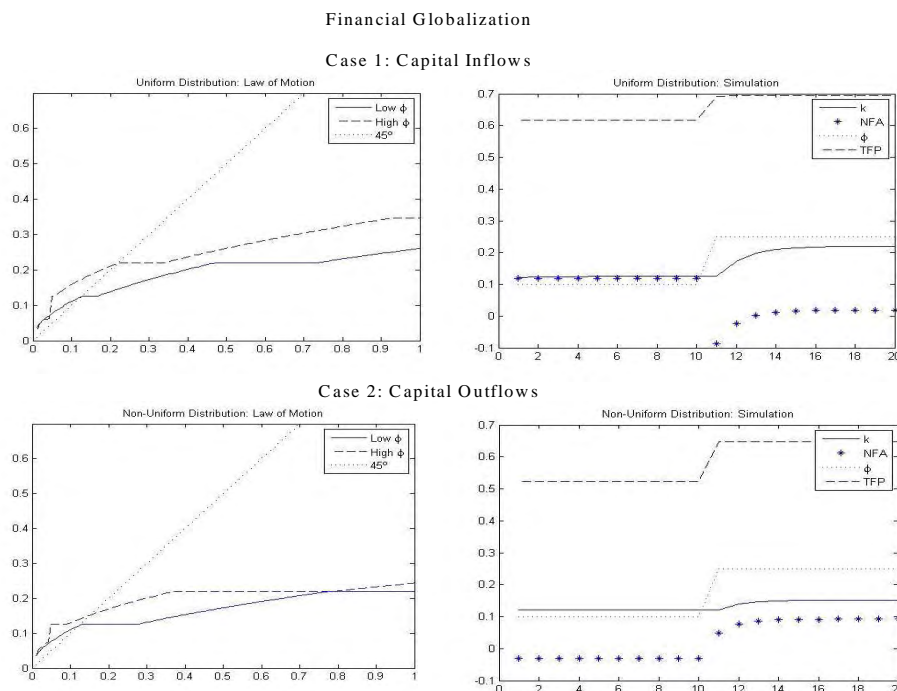 Financial Globalization
Case 1: Capital Inflows
Uniform Distribution: Law of Motion
Low ϕ
High ϕ
45º
0.6
0.5
0.4
0.3
0.2
0.1
0
0 0.1 0.2 0.3 0.4 0.5 0.6 0.7 0.8 0.9 1
Uniform Distribution: Simulation
k
NFA
ϕ
TFP
0.7
0.6
0.5
0.4
0.3
0.2
0.1
0
-0.1
0 2 4 6 8 10 12 14 16 18 20
Case 2: Capital Outflows
Non-Uniform Distribution: Law of Motion
Low ϕ
High ϕ
45º
0.6
0.5
0.4
0.3
0.2
0.1
0
0 0.1 0.2 0.3 0.4 0.5 0.6 0.7 0.8 0.9 1
Non-Uniform Distribution: Simulation
k
NFA
ϕ
TFP
0.7
0.6
0.5
0.4
0.3
0.2
0.1
0
-0.1
0 2 4 6 8 10 12 14 16 18 20